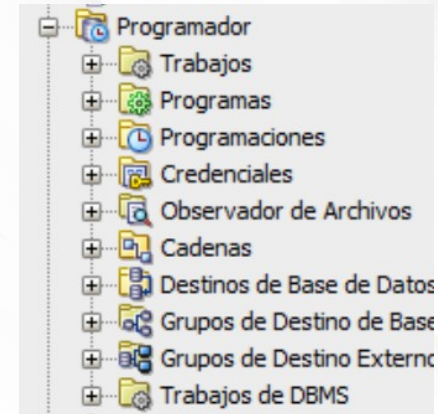 Programador
Trabajos
Programas
Programaciones
Credenciales
Observador de Archivos
Cadenas
Destinos de Base de Datos
Grupos de Destino de Base
Grupos de Destino Externo
Trabajos de DBMS